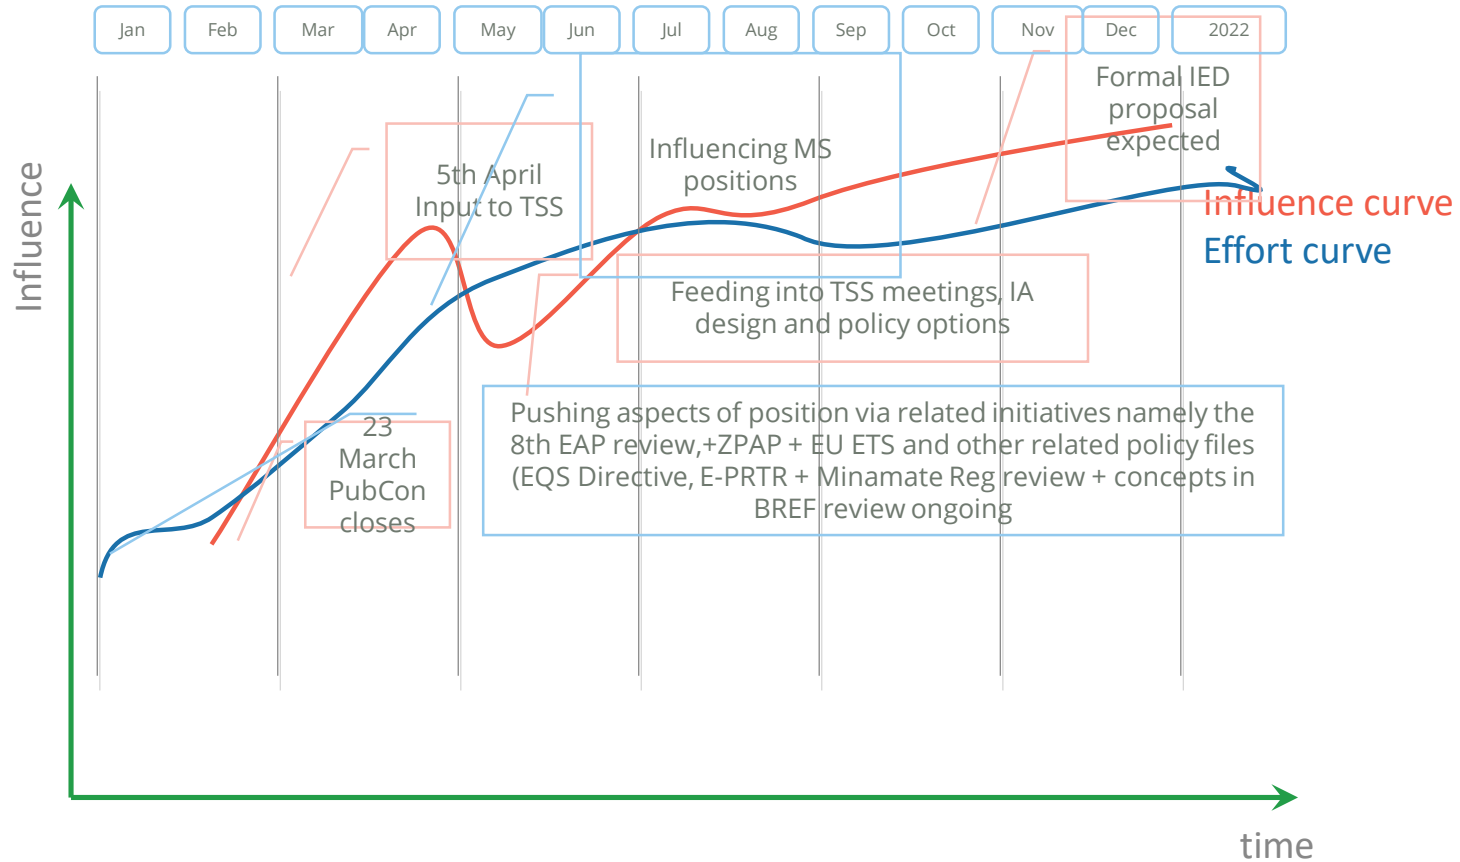 Jan
Feb
Mar
Apr
May
Jun
Jul
Aug
Sep
Oct
Nov
Dec
2022
Formal IED
proposal
expected
Influencing MS
positions
5th April
Input to TSS
Influence
Influence curve
Effort curve
Feeding into TSS meetings, IA
design and policy options
Pushing aspects of position via related initiatives namely the
8th EAP review,+ZPAP + EU ETS and other related policy files
(EQS Directive, E-PRTR + Minamate Reg review + concepts in
BREF review ongoing
23
March
PubCon
closes
time